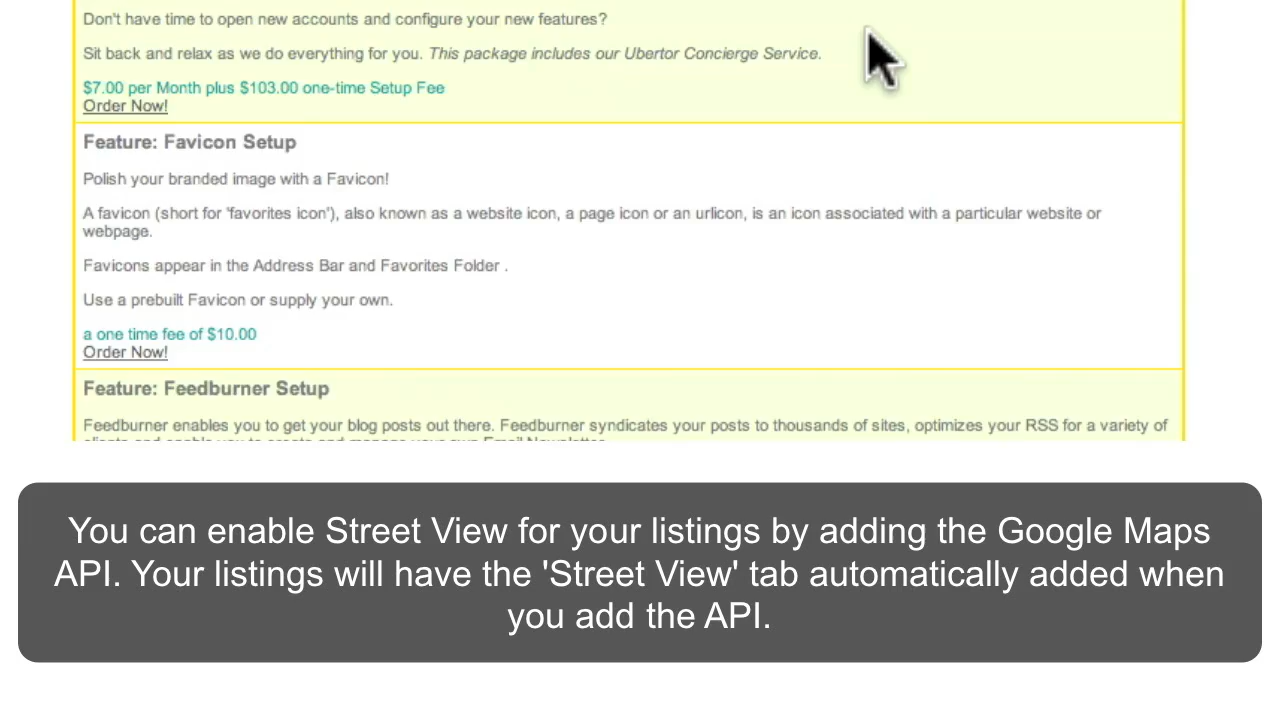 Don't have time to open new accounts and configure your new features?
Sit back and relax as we do everything for you. This package includes our Ubertor Concierge Service.
$7.00 per Month plus $103.00 one-time Setup Fee
Order Now!
Feature: Favicon Setup
Polish your branded image with a Favicon!
A favicon (short for 'favorites icon'), also known as a website icon, a page icon or an urlicon, is an icon associated with a particular website or
webpage.
Favicons appear in the Address Bar and Favorites Folder .
Use a prebuilt Favicon or supply your own.
a one time fee of $10.00
Order Now!
Feature: Feedburner Setup
Feedburner enables you to get your blog posts out there. Feedburner syndicates your posts to thousands of sites, optimizes your RSS for a variety of
You can enable Street View for your listings by adding the Google Maps
API. Your listings will have the 'Street View' tab automatically added when
you add the API.